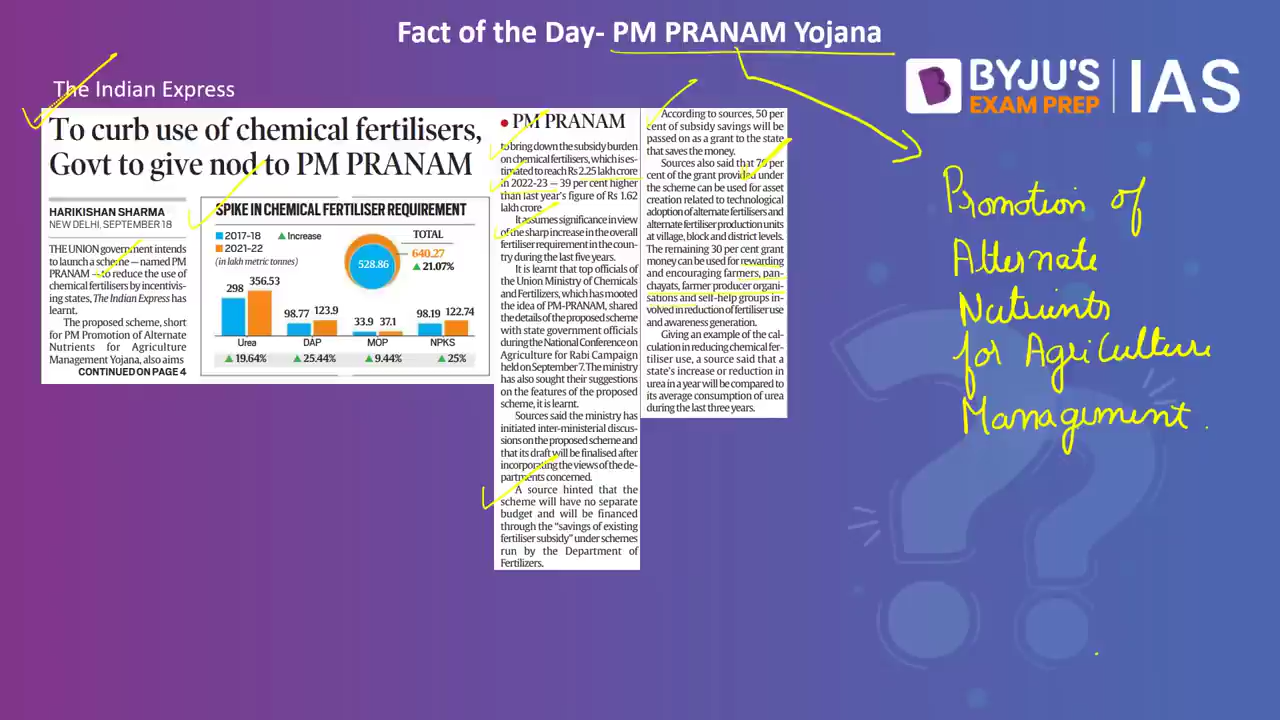 Fact of the Day- PM PRANAM Yojana
BYJU'S
EXAM PREP
IAS
The Indian Express
To curb use of chemical fertilisers,
Govt to give nod to PM PRANAM
HARIKISHAN SHARMA
NEW DELHI, SEPTEMBER 18
THE UNION government intends
to launch a scheme — named PM
PRANAM — to reduce the use of
chemical fertilisers by incentivis-
ing states, The Indian Express has
learnt.
The proposed scheme, short
for PM Promotion of Alternate
Nutrients for Agriculture
Management Yojana, also aims
CONTINUED ON PAGE 4
SPIKE IN CHEMICAL FERTILISER REQUIREMENT
2017-18 Increase
2021-22
(in lakh metric tonnes)
TOTAL
640.27
528.86
21.07%
298 356.53
98.77 123.9
33.9 37.1
98.19 122.74
Urea DAP MOP NPKS
19.64% 25.44% 9.44% 25%
• PM PRANAM
to bring down the subsidy burden
on chemical fertilisers, which is es-
timated to reach Rs 2.25 lakh crore
in 2022-23 — 39 per cent higher
than last year's figure of Rs 1.62
lakh crore.
It assumes significance in view
of the sharp increase in the overall
fertiliser requirement in the coun-
try during the last five years.
It is learnt that top officials of
the Union Ministry of Chemicals
and Fertilizers, which has mooted
the idea of PM-PRANAM, shared
the details of the proposed scheme
with state government officials
during the National Conference on
Agriculture for Rabi Campaign
held on September 7. The ministry
has also sought their suggestions
on the features of the proposed
scheme, it is learnt.
Sources said the ministry has
initiated inter-ministerial discus-
sions on the proposed scheme and
that its draft will be finalised after
incorporating the views of the de-
partments concerned.
A source hinted that the
scheme will have no separate
budget and will be financed
through the "savings of existing
fertiliser subsidy" under schemes
run by the Department of
Fertilizers.
According to sources, 50 per
cent of subsidy savings will be
passed on as a grant to the state
that saves the money.
Sources also said that 70 per
cent of the grant provided under
the scheme can be used for asset
creation related to technological
adoption of alternate fertilisers and
alternate fertiliser production units
at village, block and district levels.
The remaining 30 per cent grant
money can be used for rewarding
and encouraging farmers, pan-
chayats, farmer producer organi-
sations and self-help groups in-
volved in reduction of fertiliser use
and awareness generation.
Giving an example of the cal-
culation in reducing chemical fer-
tiliser use, a source said that a
state's increase or reduction in
urea in a year will be compared to
its average consumption of urea
during the last three years.
Promotion of
Alternate
Nutrients
for Agriculture
Management.